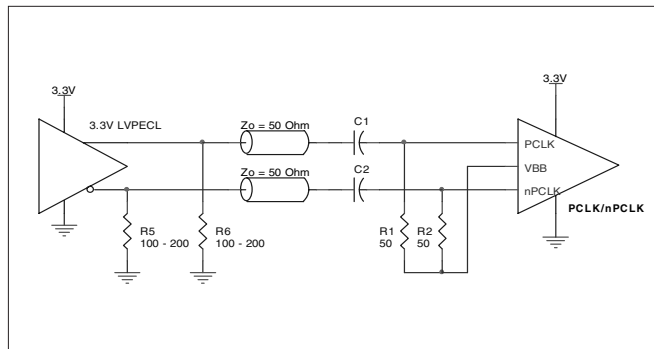 3.3V
3.3V LVPECL
Zo = 50 Ohm
C1
Zo = 50 Ohm
C2
R5
100 - 200
R6
100 - 200
R1
50
R2
50
3.3V
PCLK
VBB
nPCLK
PCLK/nPCLK